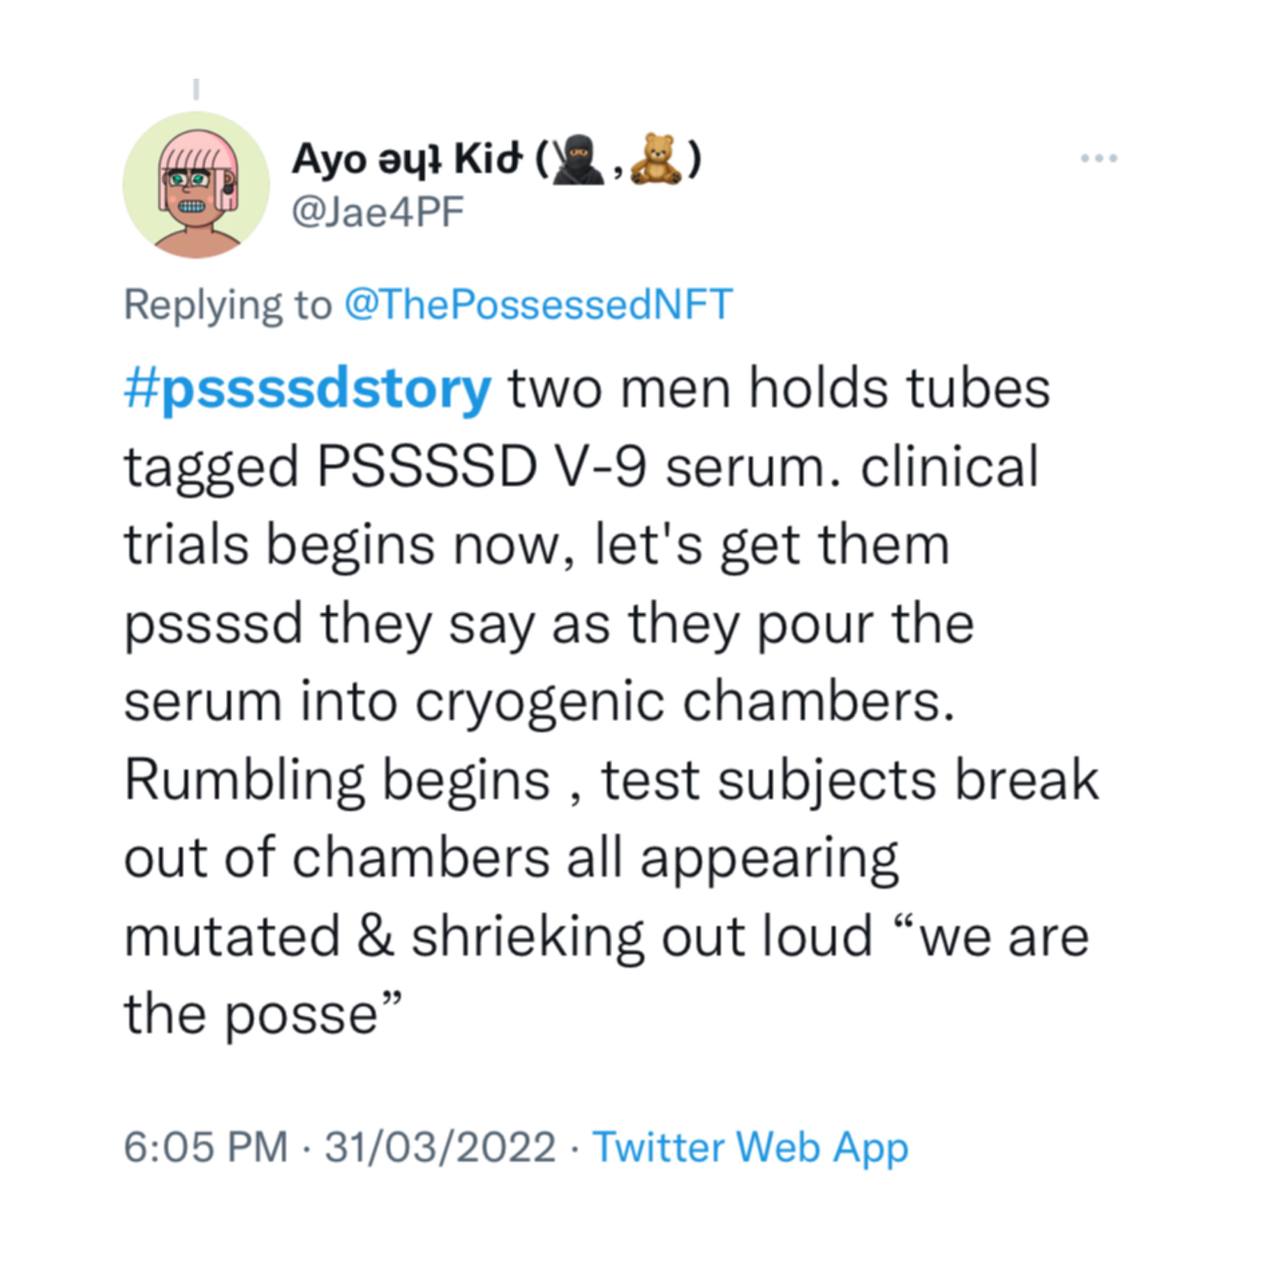 Ayo ǝɥʇ Kiԁ (🥷,🧸)
@Jae4PF
Replying to @ThePossessedNFT
#pssssdstory two men holds tubes
tagged PSSSSD V-9 serum. clinical
trials begins now, let's get them
pssssd they say as they pour the
serum into cryogenic chambers.
Rumbling begins , test subjects break
out of chambers all appearing
mutated & shrieking out loud “we are
the posse”
6:05 PM · 31/03/2022 · Twitter Web App